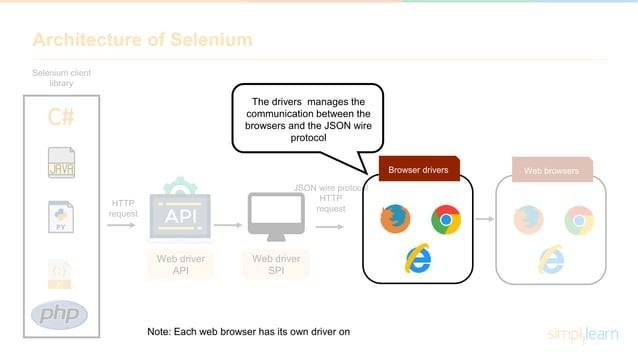 Architecture of Selenium
Selenium client
library
C#
JAVA
PY
php
HTTP
request
API
Web driver
API
Web driver
SPI
JSON wire protocol
HTTP
request
The drivers manages the
communication between the
browsers and the JSON wire
protocol
Browser drivers
Web browsers
Note: Each web browser has its own driver on
simplilearn